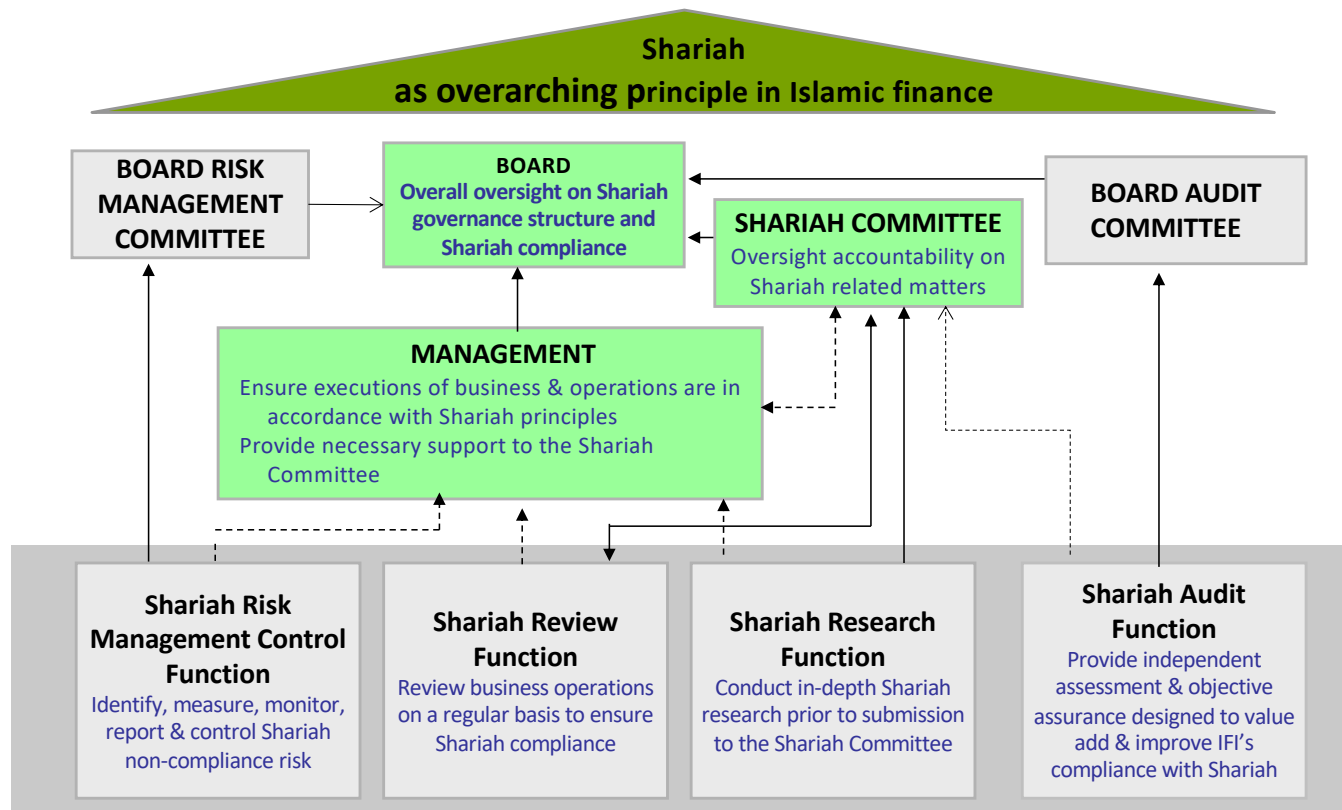 Shariah
as overarching principle in Islamic finance
BOARD RISK
MANAGEMENT
COMMITTEE
BOARD
Overall oversight on Shariah
governance structure and
Shariah compliance
SHARIAH COMMITTEE
Oversight accountability on
Shariah related matters
BOARD AUDIT
COMMITTEE
MANAGEMENT
Ensure executions of business & operations are in
accordance with Shariah principles
Provide necessary support to the Shariah
Committee
Shariah Risk
Management Control
Function
Identify, measure, monitor,
report & control Shariah
non-compliance risk
Shariah Review
Function
Review business operations
on a regular basis to ensure
Shariah compliance
Shariah Research
Function
Conduct in-depth Shariah
research prior to submission
to the Shariah Committee
Shariah Audit
Function
Provide independent
assessment & objective
assurance designed to value
add & improve IFI's
compliance with Shariah